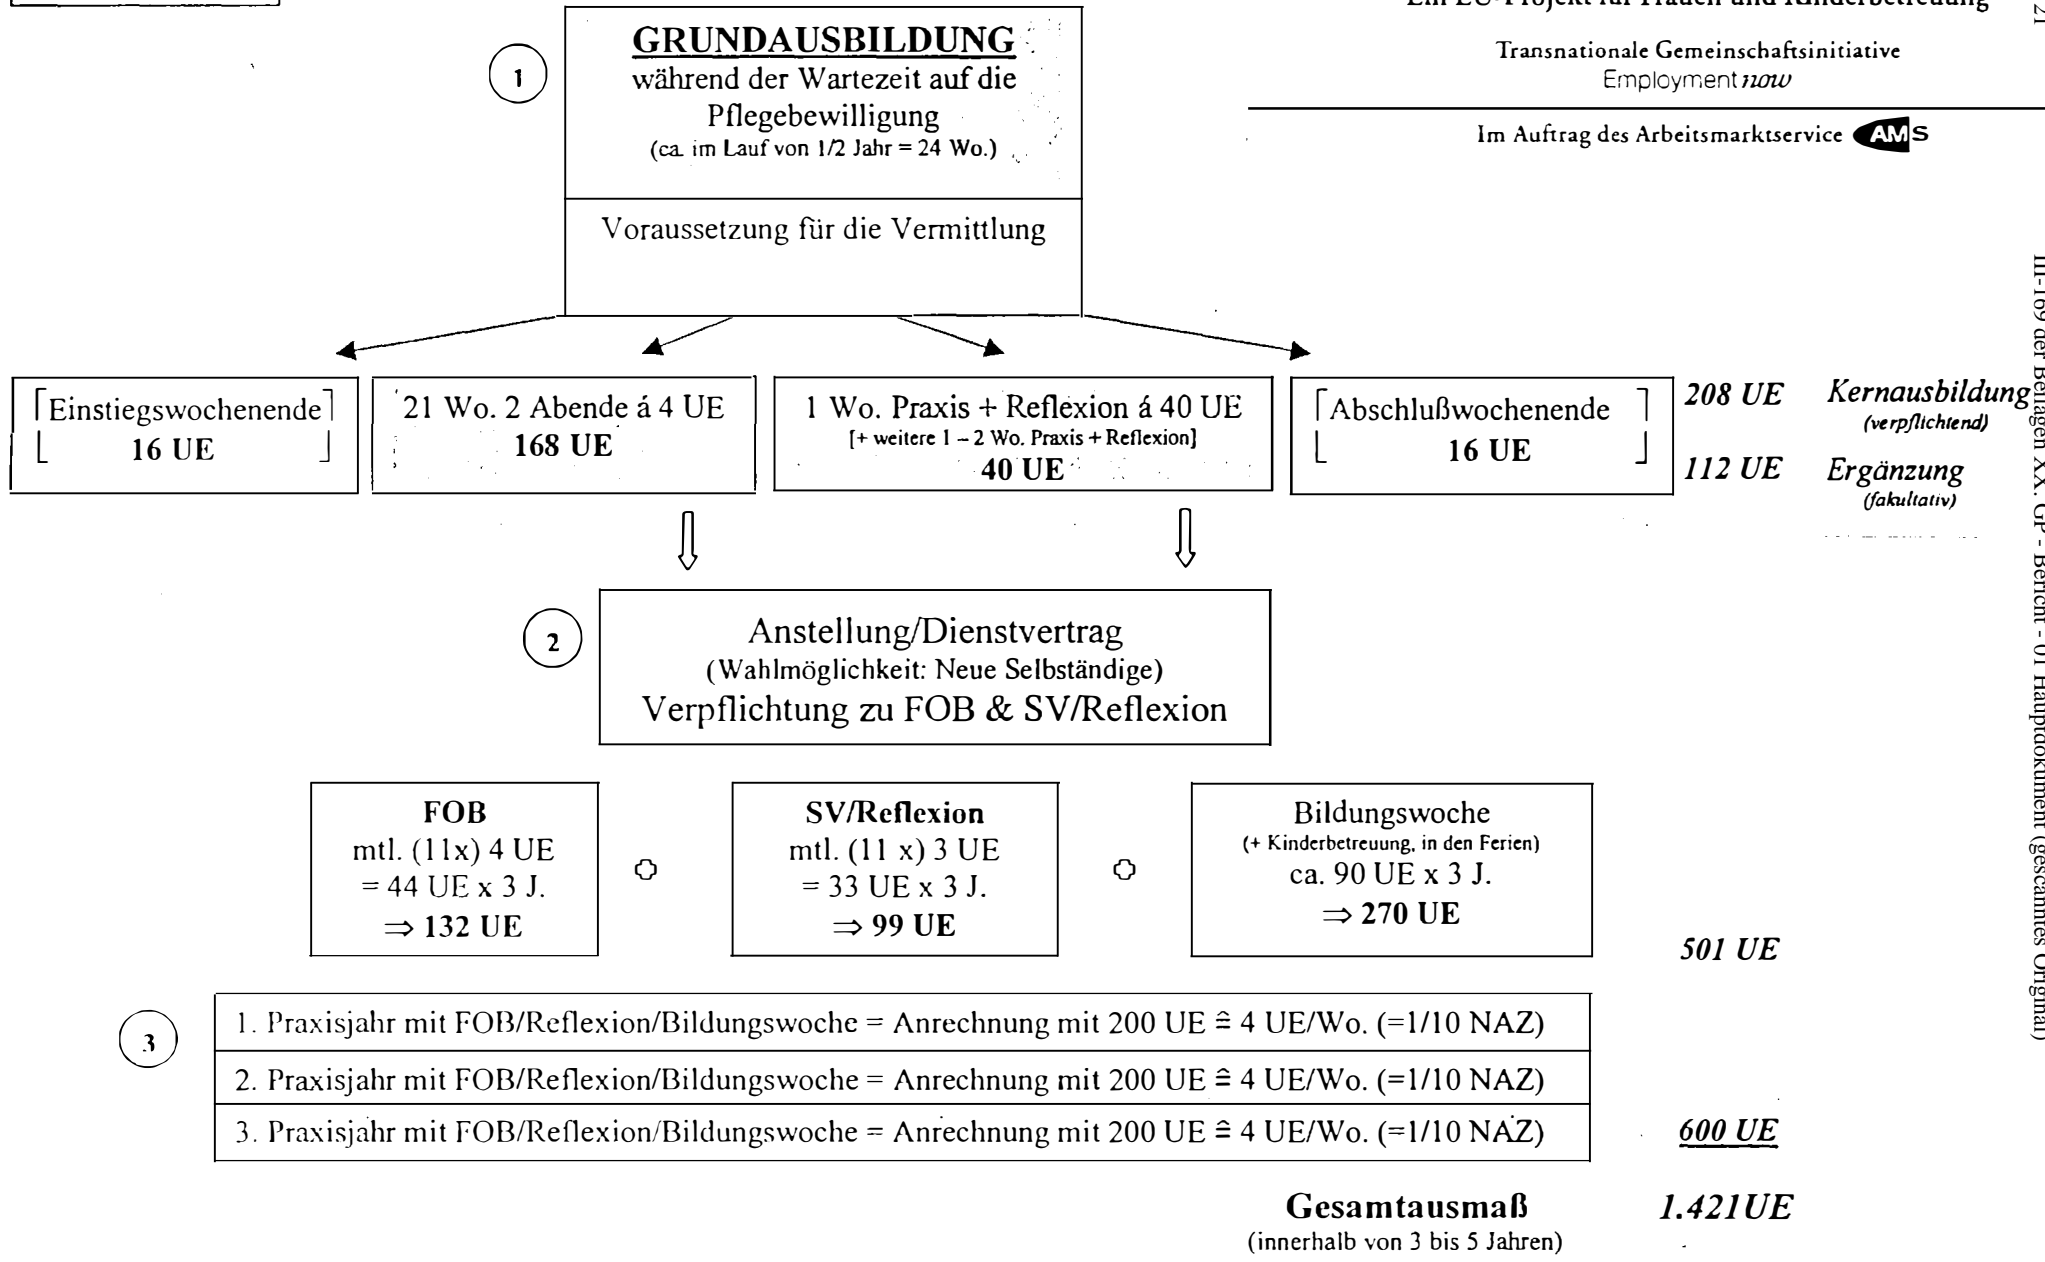 Ein EU-Projekt für Frauen und Kinderbetreuung
Transnationale Gemeinschaftsinitiative
Employment now
Im Auftrag des Arbeitsmarktservice AMS
21
III-169 der Beilagen XX. GP - Bericht - 01 Hauptdokument (gescanntes Original)
1
GRUNDAUSBILDUNG
während der Wartezeit auf die
Pflegebewilligung
(ca. im Lauf von 1/2 Jahr = 24 Wo.)
Voraussetzung für die Vermittlung
Einstiegswochenende
16 UE
21 Wo. 2 Abende á 4 UE
168 UE
1 Wo. Praxis + Reflexion á 40 UE
[+ weitere 1 – 2 Wo. Praxis + Reflexion]
40 UE
Abschlußwochenende
16 UE
208 UE Kernausbildung
(verpflichtend)
112 UE Ergänzung
(fakultativ)
2
Anstellung/Dienstvertrag
(Wahlmöglichkeit: Neue Selbständige)
Verpflichtung zu FOB & SV/Reflexion
FOB
mtl. (11x) 4 UE
= 44 UE x 3 J.
⇒ 132 UE
SV/Reflexion
mtl. (11 x) 3 UE
= 33 UE x 3 J.
⇒ 99 UE
Bildungswoche
(+ Kinderbetreuung, in den Ferien)
ca. 90 UE x 3 J.
⇒ 270 UE
501 UE
3
1. Praxisjahr mit FOB/Reflexion/Bildungswoche = Anrechnung mit 200 UE ≙ 4 UE/Wo. (=1/10 NAZ)
2. Praxisjahr mit FOB/Reflexion/Bildungswoche = Anrechnung mit 200 UE ≙ 4 UE/Wo. (=1/10 NAZ)
3. Praxisjahr mit FOB/Reflexion/Bildungswoche = Anrechnung mit 200 UE ≙ 4 UE/Wo. (=1/10 NAZ)
600 UE
Gesamtausmaß 1.421UE
(innerhalb von 3 bis 5 Jahren)